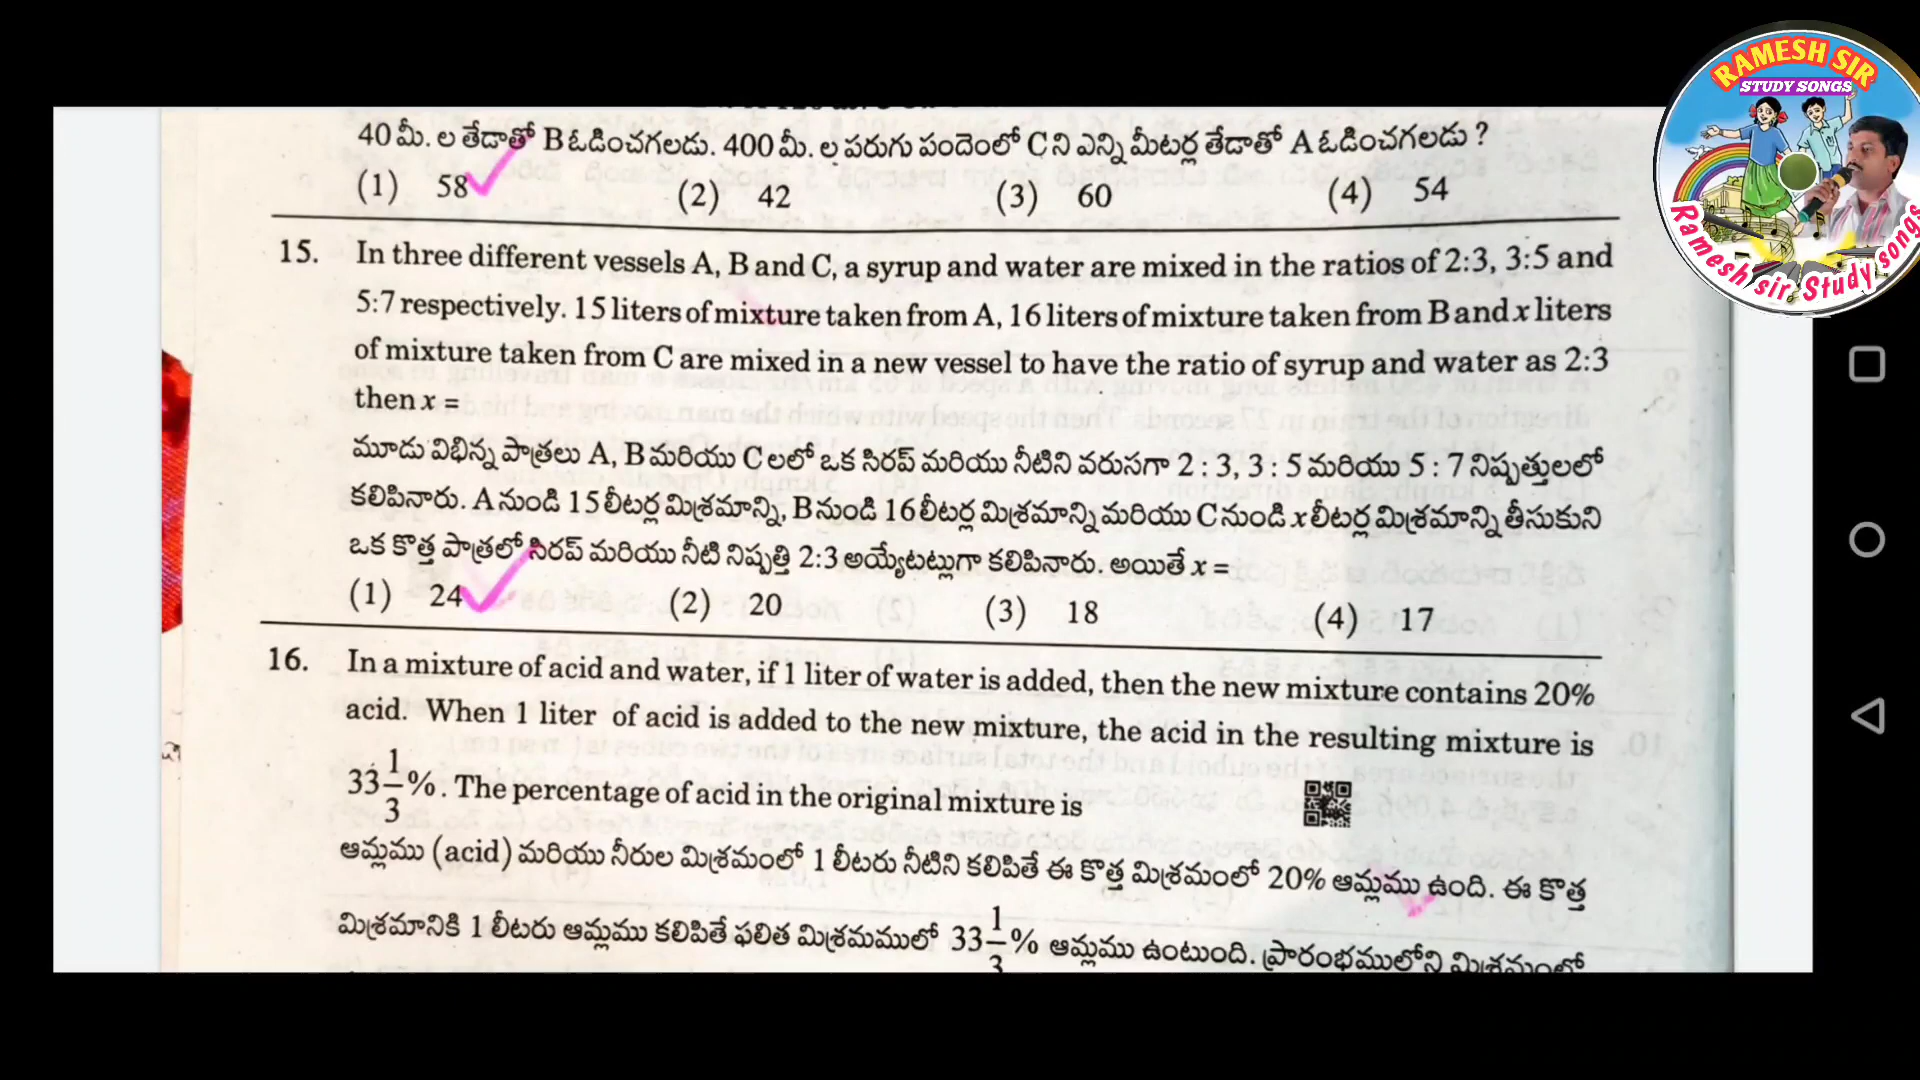 40 మీ. ల తేడాతో B ఓడించగలడు. 400 మీ. ల పరుగు పందెంలో C ని ఎన్ని మీటర్ల తేడాతో A ఓడించగలడు ?
(1) 58 (2) 42 (3) 60 (4) 54
15. In three different vessels A, B and C, a syrup and water are mixed in the ratios of 2:3, 3:5 and
5:7 respectively. 15 liters of mixture taken from A, 16 liters of mixture taken from B and x liters
of mixture taken from C are mixed in a new vessel to have the ratio of syrup and water as 2:3
then x =
మూడు విభిన్న పాత్రలు A, B మరియు C లలో ఒక సిరప్ మరియు నీటిని వరుసగా 2 : 3, 3 : 5 మరియు 5 : 7 నిష్పత్తులలో
కలిపినారు. A నుండి 15 లీటర్ల మిశ్రమాన్ని, B నుండి 16 లీటర్ల మిశ్రమాన్ని మరియు C నుండి x లీటర్ల మిశ్రమాన్ని తీసుకుని
ఒక కొత్త పాత్రలో సిరప్ మరియు నీటి నిష్పత్తి 2:3 అయ్యేటట్లుగా కలిపినారు. అయితే x =
(1) 24 (2) 20 (3) 18 (4) 17
16. In a mixture of acid and water, if 1 liter of water is added, then the new mixture contains 20%
acid. When 1 liter of acid is added to the new mixture, the acid in the resulting mixture is
33 1/3 %. The percentage of acid in the original mixture is
ఆమ్లము (acid) మరియు నీరుల మిశ్రమంలో 1 లీటరు నీటిని కలిపితే ఈ కొత్త మిశ్రమంలో 20% ఆమ్లము ఉంది. ఈ కొత్త
మిశ్రమానికి 1 లీటరు ఆమ్లము కలిపితే ఫలిత మిశ్రమములో 33 1/3 % ఆమ్లము ఉంటుంది. ప్రారంభములోని మిశ్రమంలో
RAMESH SIR
STUDY SONGS
Ramesh sir Study songs